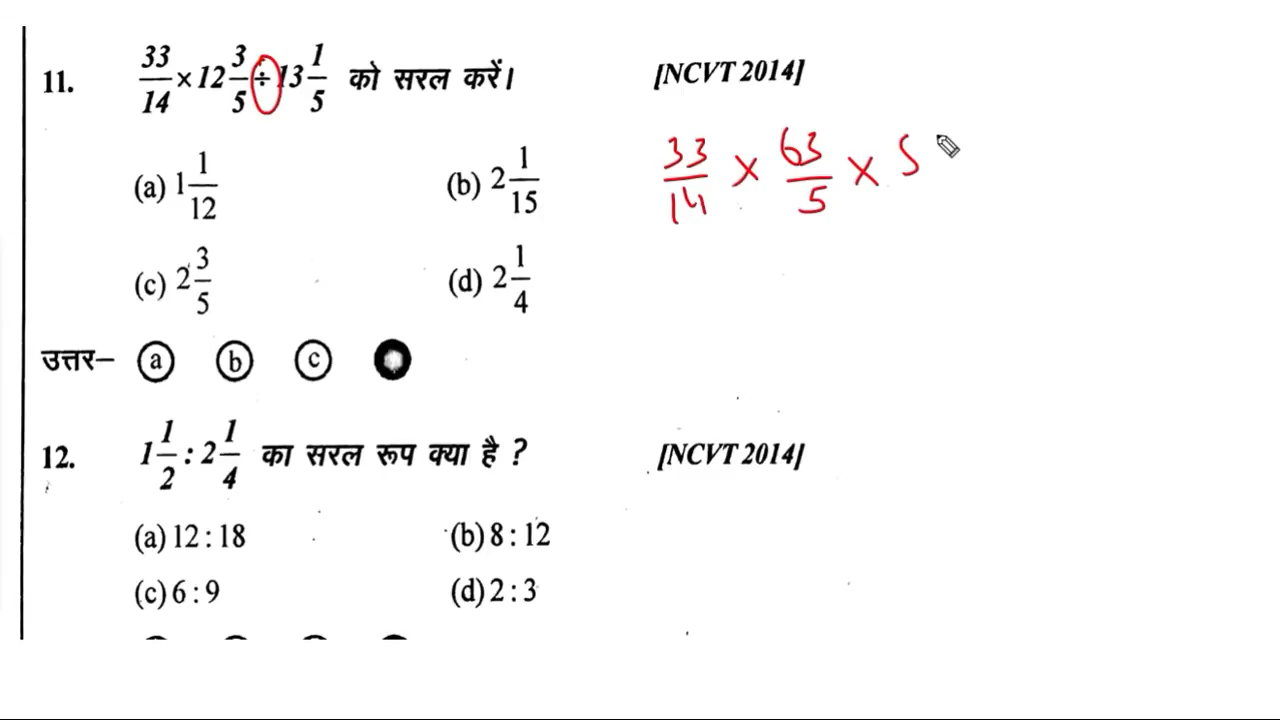 11. 33/14 × 12 3/5 ÷ 13 1/5 को सरल करें। [NCVT 2014]
33/14 × 63/5 × 5
(a) 1 1/12 (b) 2 1/15
(c) 2 3/5 (d) 2 1/4
उत्तर– a b c
12. 1 1/2 : 2 1/4 का सरल रूप क्या है ? [NCVT 2014]
(a) 12 : 18 (b) 8 : 12
(c) 6 : 9 (d) 2 : 3